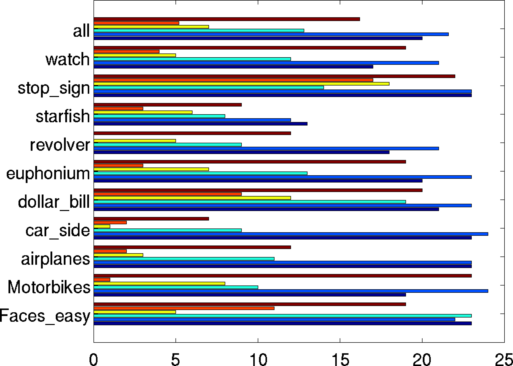 all
watch
stop_sign
starfish
revolver
euphonium
dollar_bill
car_side
airplanes
Motorbikes
Faces_easy
0 5 10 15 20 25